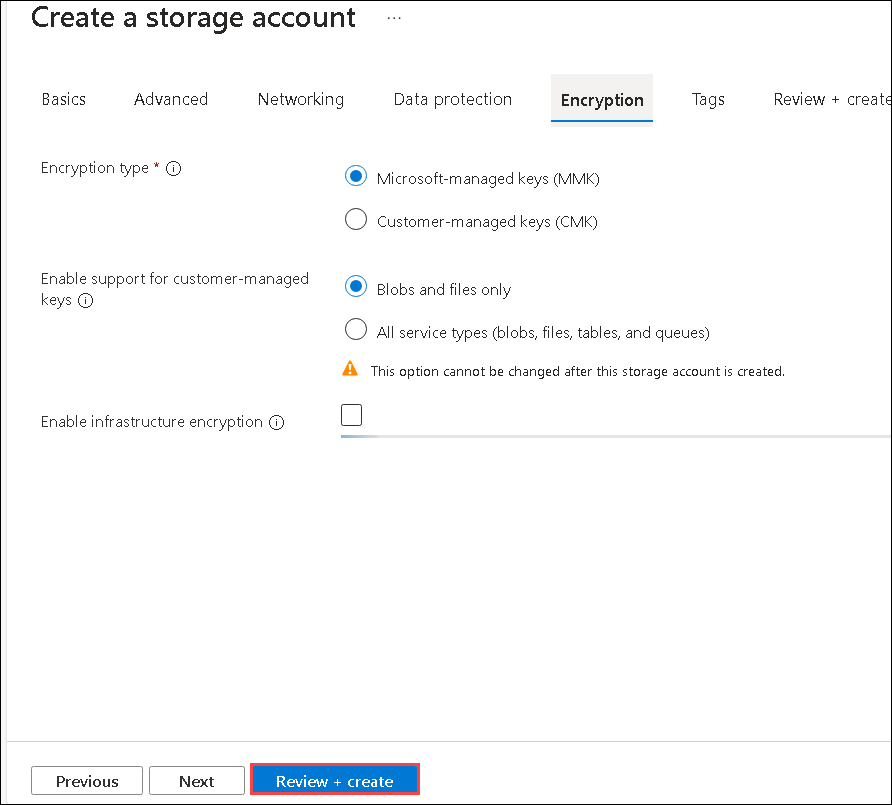 Create a storage account ...
Basics Advanced Networking Data protection Encryption Tags Review + create
Encryption type * 
Microsoft-managed keys (MMK)
Customer-managed keys (CMK)
Enable support for customer-managed
keys
Blobs and files only
All service types (blobs, files, tables, and queues)
This option cannot be changed after this storage account is created.
Enable infrastructure encryption
Previous Next Review + create